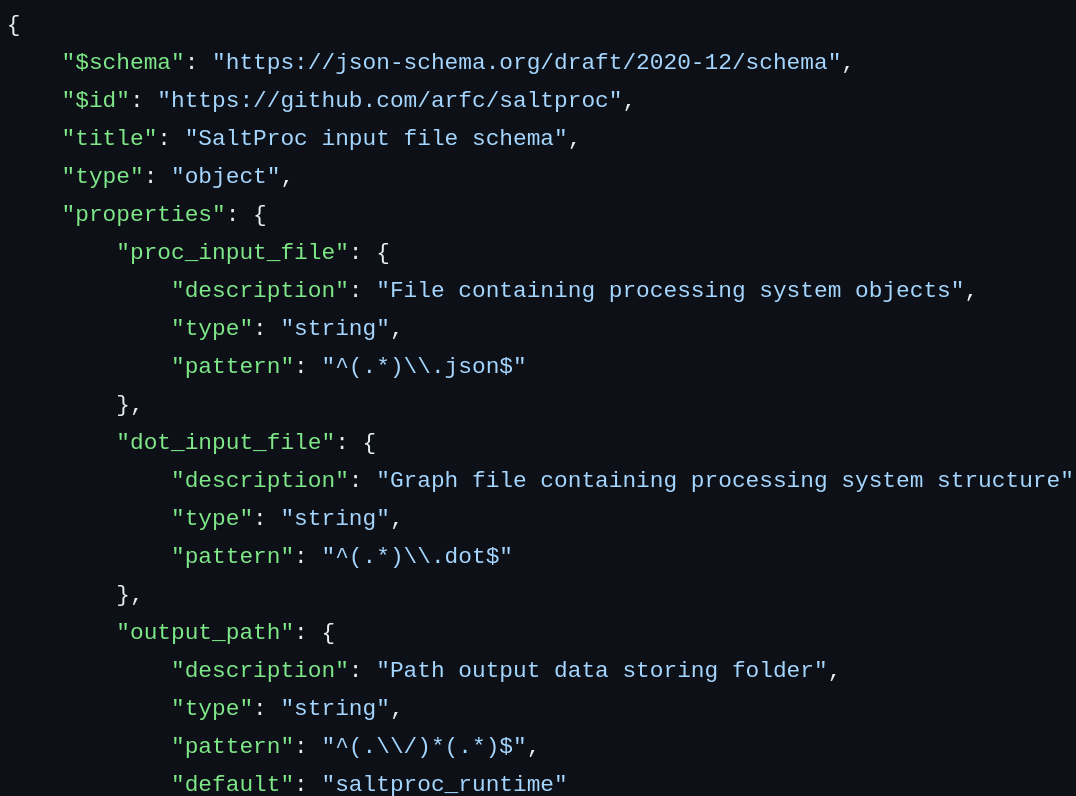 {
    "$schema": "https://json-schema.org/draft/2020-12/schema",
    "$id": "https://github.com/arfc/saltproc",
    "title": "SaltProc input file schema",
    "type": "object",
    "properties": {
        "proc_input_file": {
            "description": "File containing processing system objects",
            "type": "string",
            "pattern": "^(.*)\\.json$"
        },
        "dot_input_file": {
            "description": "Graph file containing processing system structure"
            "type": "string",
            "pattern": "^(.*)\\.dot$"
        },
        "output_path": {
            "description": "Path output data storing folder",
            "type": "string",
            "pattern": "^(.\\/)*(.*)$",
            "default": "saltproc_runtime"